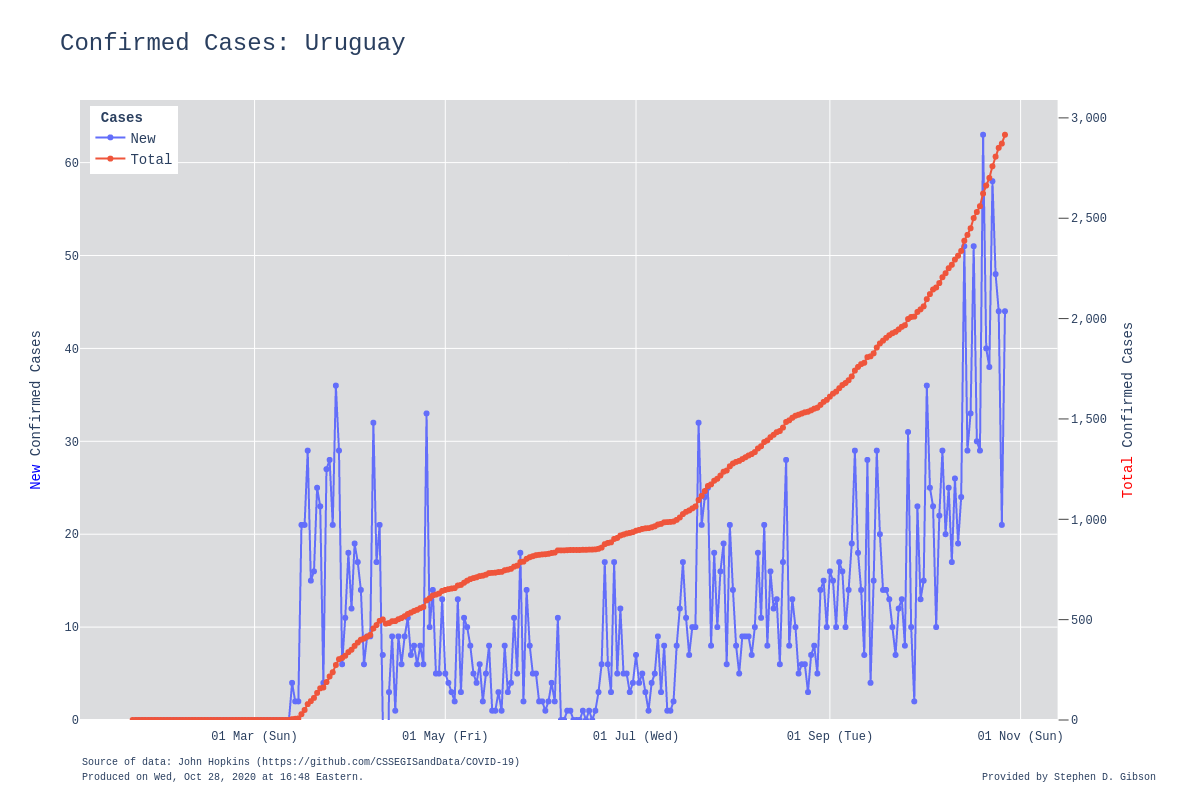 Confirmed Cases: Uruguay
Cases
New
Total
60
50
40
30
20
10
0
New Confirmed Cases
3,000
2,500
2,000
1,500
1,000
500
0
Total Confirmed Cases
01 Mar (Sun)
01 May (Fri)
01 Jul (Wed)
01 Sep (Tue)
01 Nov (Sun)
Source of data: John Hopkins (https://github.com/CSSEGISandData/COVID-19)
Produced on Wed, Oct 28, 2020 at 16:48 Eastern.
Provided by Stephen D. Gibson